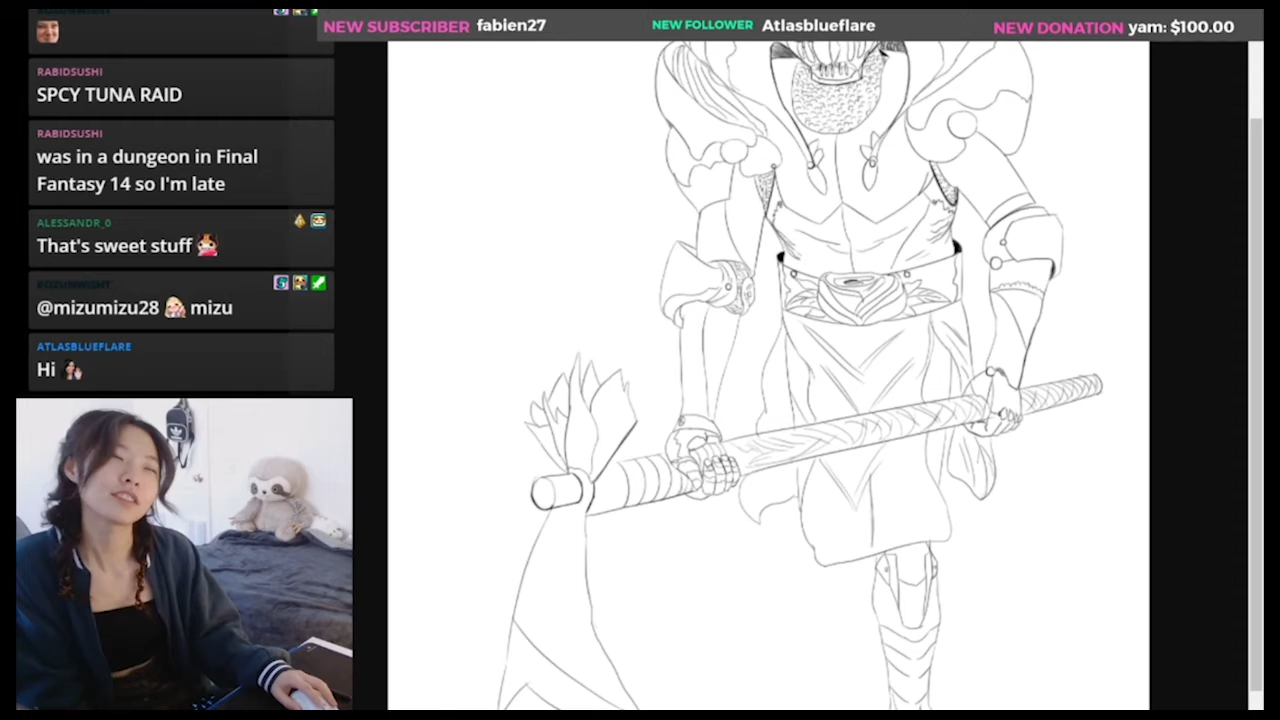 NEW SUBSCRIBER fabien27
NEW FOLLOWER Atlasblueflare
NEW DONATION yam: $100.00
RABIDSUSHI
SPCY TUNA RAID
RABIDSUSHI
was in a dungeon in Final
Fantasy 14 so I'm late
ALESSANDR_0
That's sweet stuff
@mizumizu28 mizu
ATLASBLUEFLARE
Hi